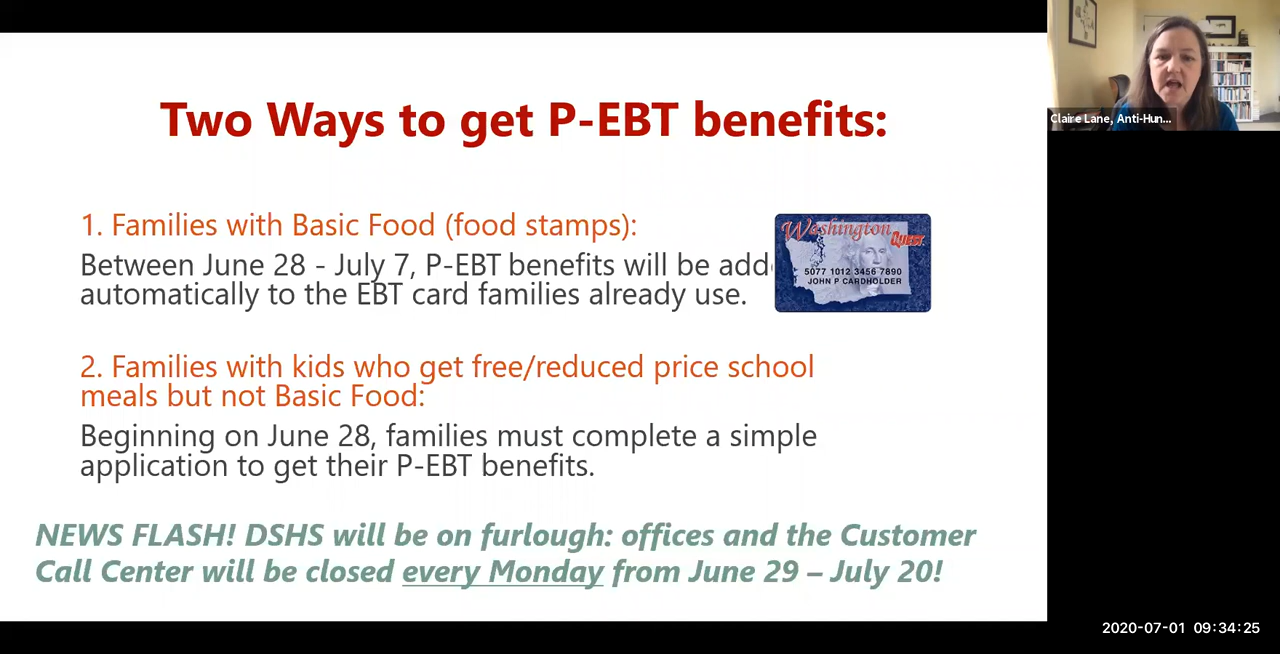 Two Ways to get P-EBT benefits:
1. Families with Basic Food (food stamps):
Between June 28 - July 7, P-EBT benefits will be add
automatically to the EBT card families already use.
Washington
Quest
5077 1012 3456 7890
JOHN P CARDHOLDER
2. Families with kids who get free/reduced price school
meals but not Basic Food:
Beginning on June 28, families must complete a simple
application to get their P-EBT benefits.
NEWS FLASH! DSHS will be on furlough: offices and the Customer
Call Center will be closed every Monday from June 29 – July 20!
Claire Lane, Anti-Hun...
2020-07-01 09:34:25